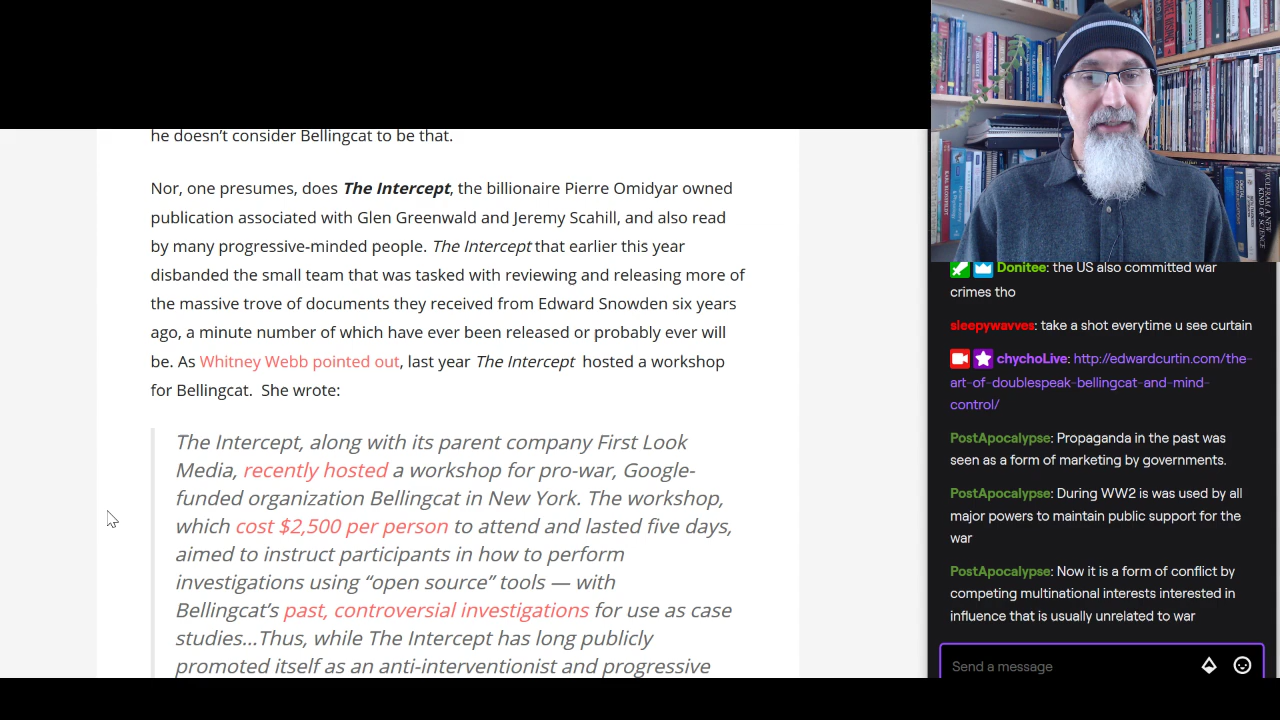 he doesn’t consider Bellingcat to be that.
Nor, one presumes, does The Intercept, the billionaire Pierre Omidyar owned
publication associated with Glen Greenwald and Jeremy Scahill, and also read
by many progressive-minded people. The Intercept that earlier this year
disbanded the small team that was tasked with reviewing and releasing more of
the massive trove of documents they received from Edward Snowden six years
ago, a minute number of which have ever been released or probably ever will
be. As Whitney Webb pointed out, last year The Intercept hosted a workshop
for Bellingcat. She wrote:
The Intercept, along with its parent company First Look
Media, recently hosted a workshop for pro-war, Google-
funded organization Bellingcat in New York. The workshop,
which cost $2,500 per person to attend and lasted five days,
aimed to instruct participants in how to perform
investigations using “open source” tools — with
Bellingcat’s past, controversial investigations for use as case
studies…Thus, while The Intercept has long publicly
promoted itself as an anti-interventionist and progressive
Donitee: the US also committed war
crimes tho
sleepywavves: take a shot everytime u see curtain
chychoLive: http://edwardcurtin.com/the-
art-of-doublespeak-bellingcat-and-mind-
control/
PostApocalypse: Propaganda in the past was
seen as a form of marketing by governments.
PostApocalypse: During WW2 is was used by all
major powers to maintain public support for the
war
PostApocalypse: Now it is a form of conflict by
competing multinational interests interested in
influence that is usually unrelated to war
Send a message
WOLFRAM A NEW
KIND OF SCIENCE